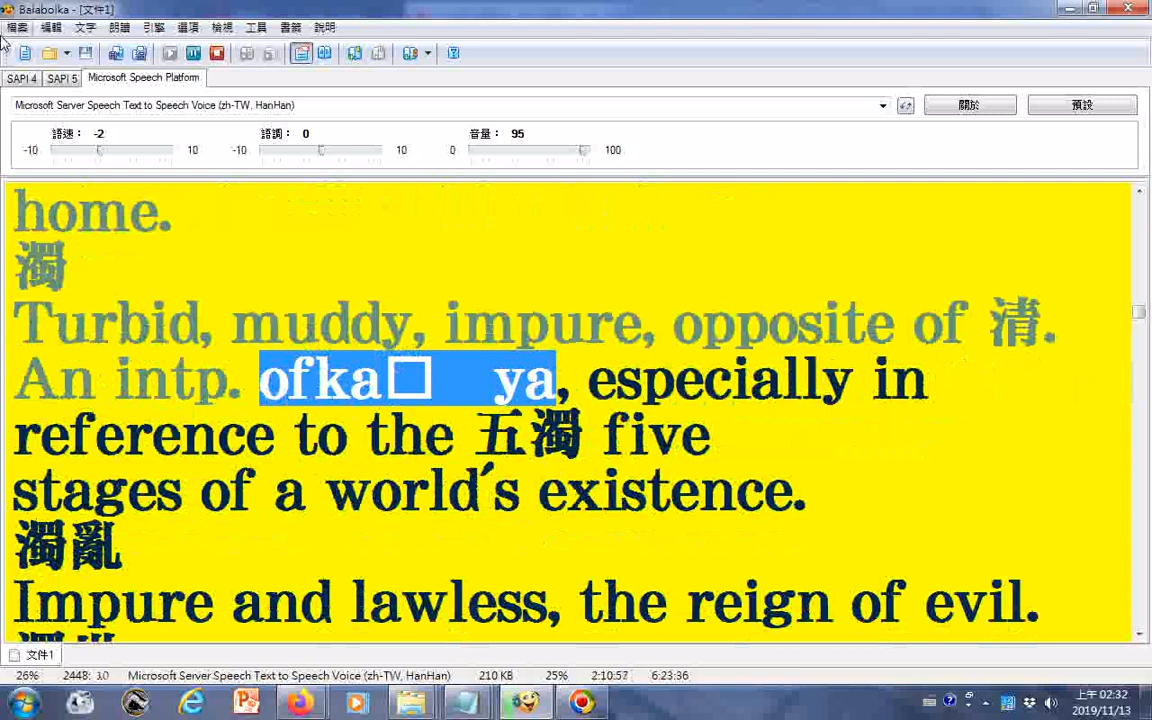 Balabolka - [文件1]
檔案 編輯 文字 朗讀 引擎 選項 檢視 工具 書籤 說明
SAPI 4 SAPI 5 Microsoft Speech Platform
Microsoft Server Speech Text to Speech Voice (zh-TW, HanHan) 關於 預設
語速： -2 語調： 0 音量： 95
-10 10 -10 10 0 100
home.
濁
Turbid, muddy, impure, opposite of 清.
An intp. ofka□ ya, especially in
reference to the 五濁 five
stages of a world's existence.
濁亂
Impure and lawless, the reign of evil.
文件1
26% Microsoft Server Speech Text to Speech Voice (zh-TW, HanHan) 210 KB 25% 2:10:57 6:23:36
上午 02:32
2019/11/13